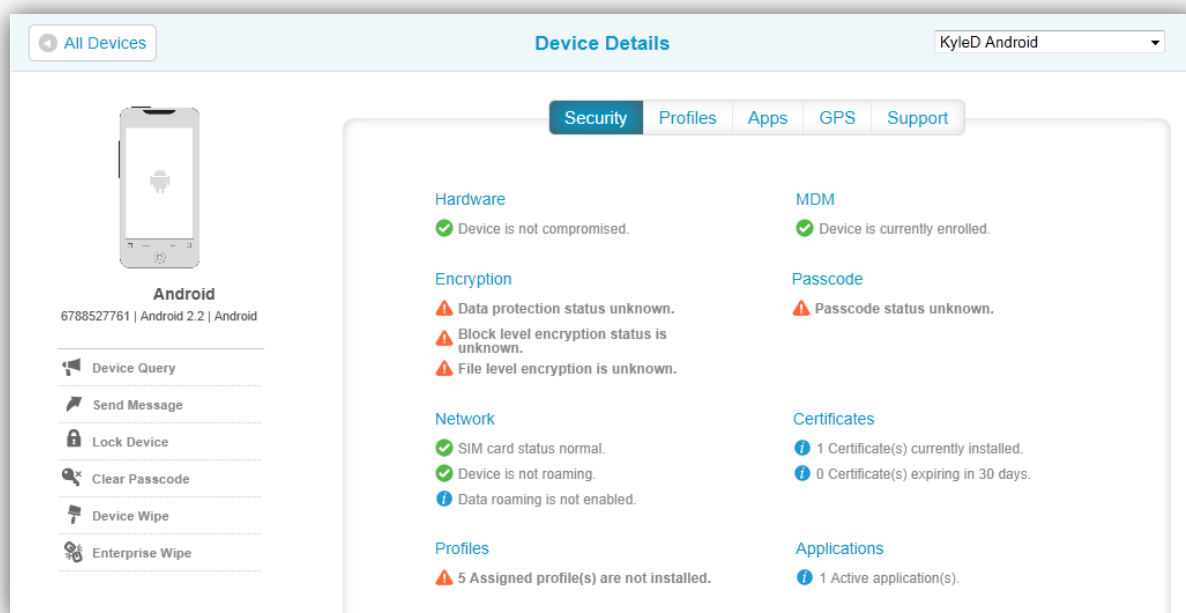 All Devices
Device Details
KyleD Android
Security
Profiles
Apps
GPS
Support
Android
6788527761 | Android 2.2 | Android
Device Query
Send Message
Lock Device
Clear Passcode
Device Wipe
Enterprise Wipe
Hardware
Device is not compromised.
MDM
Device is currently enrolled.
Encryption
Data protection status unknown.
Block level encryption status is
unknown.
File level encryption is unknown.
Passcode
Passcode status unknown.
Network
SIM card status normal.
Device is not roaming.
Data roaming is not enabled.
Certificates
1 Certificate(s) currently installed.
0 Certificate(s) expiring in 30 days.
Profiles
5 Assigned profile(s) are not installed.
Applications
1 Active application(s).